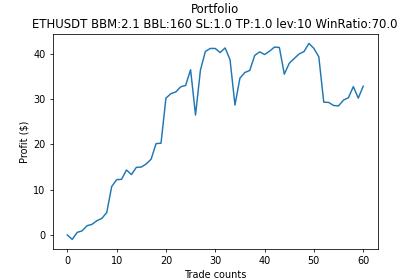 Portfolio
ETHUSDT BBM:2.1 BBL:160 SL:1.0 TP:1.0 lev:10 WinRatio:70.0
40
30
20
10
0
Profit ($)
0 10 20 30 40 50 60
Trade counts